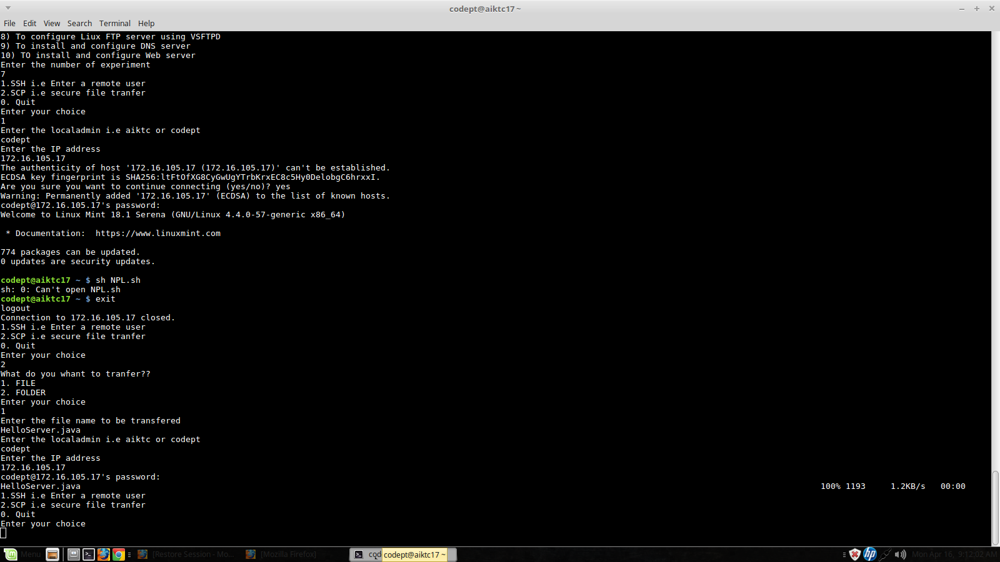 codept@aiktc17 ~
File Edit View Search Terminal Help
8) To configure Liux FTP server using VSFTPD
9) To install and configure DNS server
10) TO install and configure Web server
Enter the number of experiment
7
1.SSH i.e Enter a remote user
2.SCP i.e secure file tranfer
0. Quit
Enter your choice
1
Enter the localadmin i.e aiktc or codept
codept
Enter the IP address
172.16.105.17
The authenticity of host '172.16.105.17 (172.16.105.17)' can't be established.
ECDSA key fingerprint is SHA256:ltFtOfXG8CyGwUgYTrbKrxEC8c5Hy0DelobgC6hrxxI.
Are you sure you want to continue connecting (yes/no)? yes
Warning: Permanently added '172.16.105.17' (ECDSA) to the list of known hosts.
codept@172.16.105.17's password:
Welcome to Linux Mint 18.1 Serena (GNU/Linux 4.4.0-57-generic x86_64)
* Documentation:  https://www.linuxmint.com
774 packages can be updated.
0 updates are security updates.
codept@aiktc17 ~ $ sh NPL.sh
sh: 0: Can't open NPL.sh
codept@aiktc17 ~ $ exit
logout
Connection to 172.16.105.17 closed.
1.SSH i.e Enter a remote user
2.SCP i.e secure file tranfer
0. Quit
Enter your choice
2
What do you whant to tranfer??
1. FILE
2. FOLDER
Enter your choice
1
Enter the file name to be transfered
HelloServer.java
Enter the localadmin i.e aiktc or codept
codept
Enter the IP address
172.16.105.17
codept@172.16.105.17's password:
HelloServer.java 100% 1193 1.2KB/s 00:00
1.SSH i.e Enter a remote user
2.SCP i.e secure file tranfer
0. Quit
Enter your choice
Menu [Restore Session - Mo... [Mozilla Firefox] cod codept@aiktc17 ~ hp Mon Apr 16, 9:12:02 AM